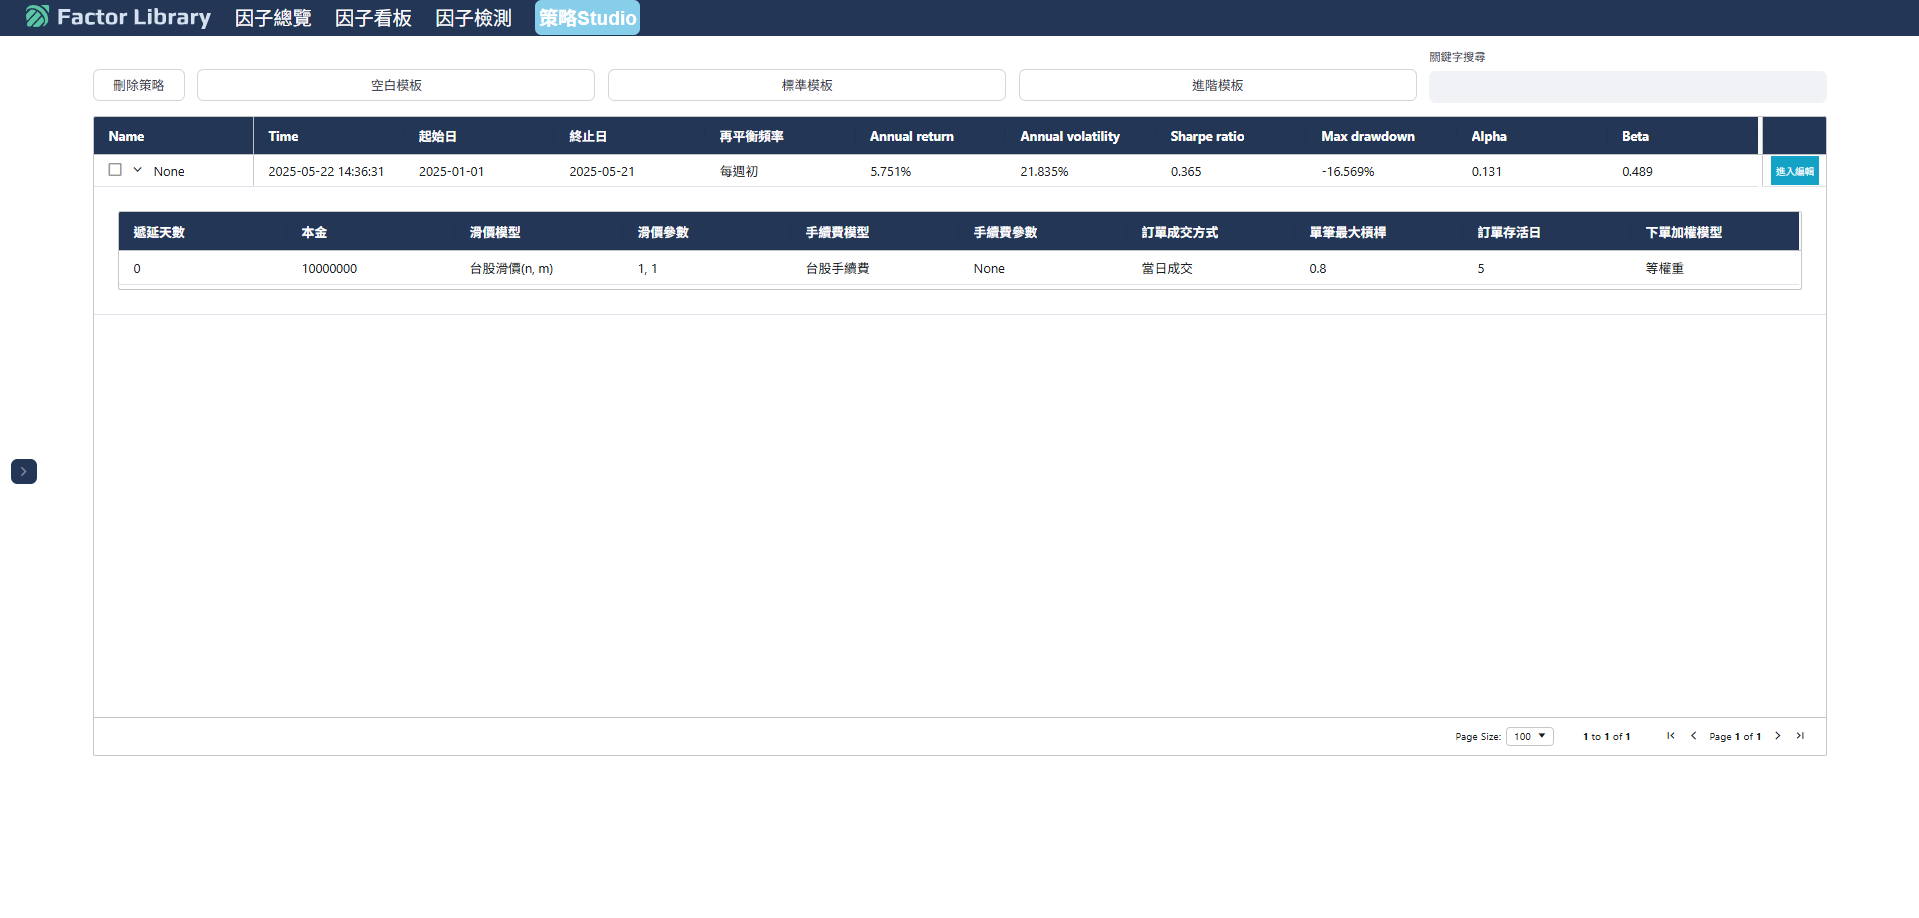 Factor Library 因子總覽 因子看板 因子檢測 策略Studio
關鍵字搜尋
刪除策略 空白模板 標準模板 進階模板
Name Time 起始日 終止日 再平衡頻率 Annual return Annual volatility Sharpe ratio Max drawdown Alpha Beta
None 2025-05-22 14:36:31 2025-01-01 2025-05-21 每週初 5.751% 21.835% 0.365 -16.569% 0.131 0.489 進入編輯
遞延天數 本金 滑價模型 滑價參數 手續費模型 手續費參數 訂單成交方式 單筆最大槓桿 訂單存活日 下單加權模型
0 10000000 台股滑價(n, m) 1, 1 台股手續費 None 當日成交 0.8 5 等權重
Page Size: 100 1 to 1 of 1 Page 1 of 1